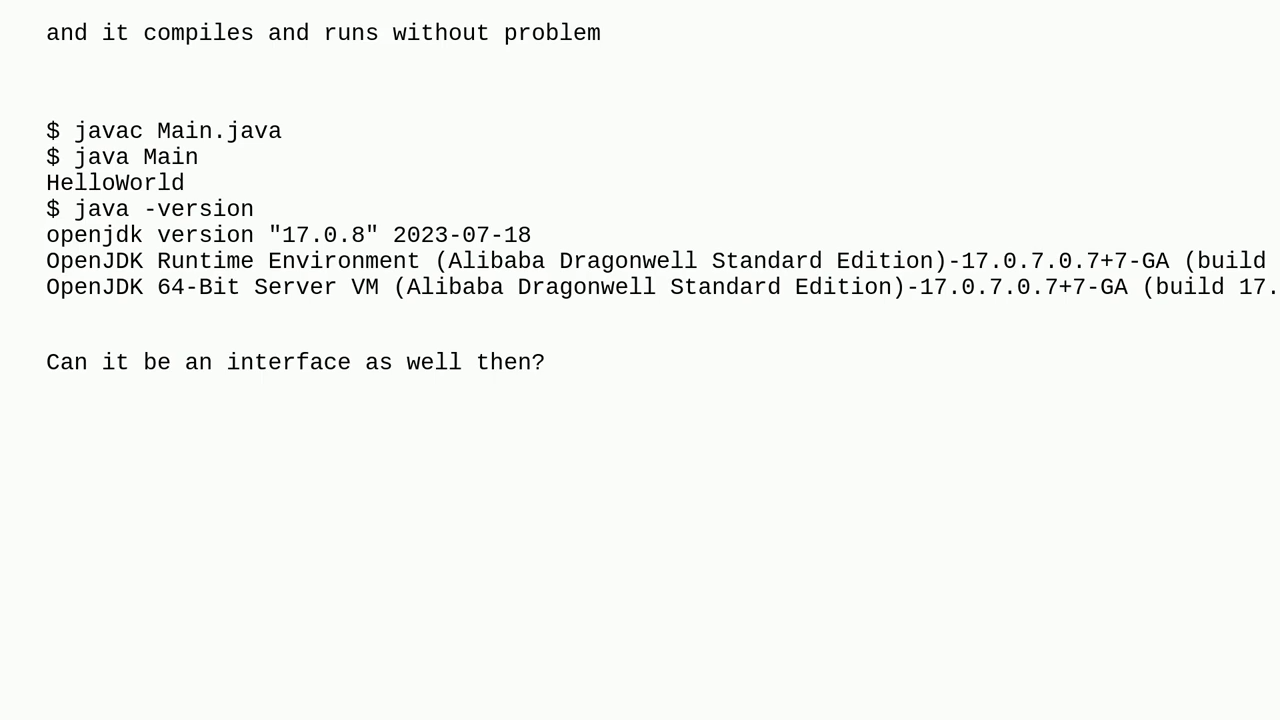 and it compiles and runs without problem
$ javac Main.java
$ java Main
HelloWorld
$ java -version
openjdk version "17.0.8" 2023-07-18
OpenJDK Runtime Environment (Alibaba Dragonwell Standard Edition)-17.0.7.0.7+7-GA (build
OpenJDK 64-Bit Server VM (Alibaba Dragonwell Standard Edition)-17.0.7.0.7+7-GA (build 17.
Can it be an interface as well then?